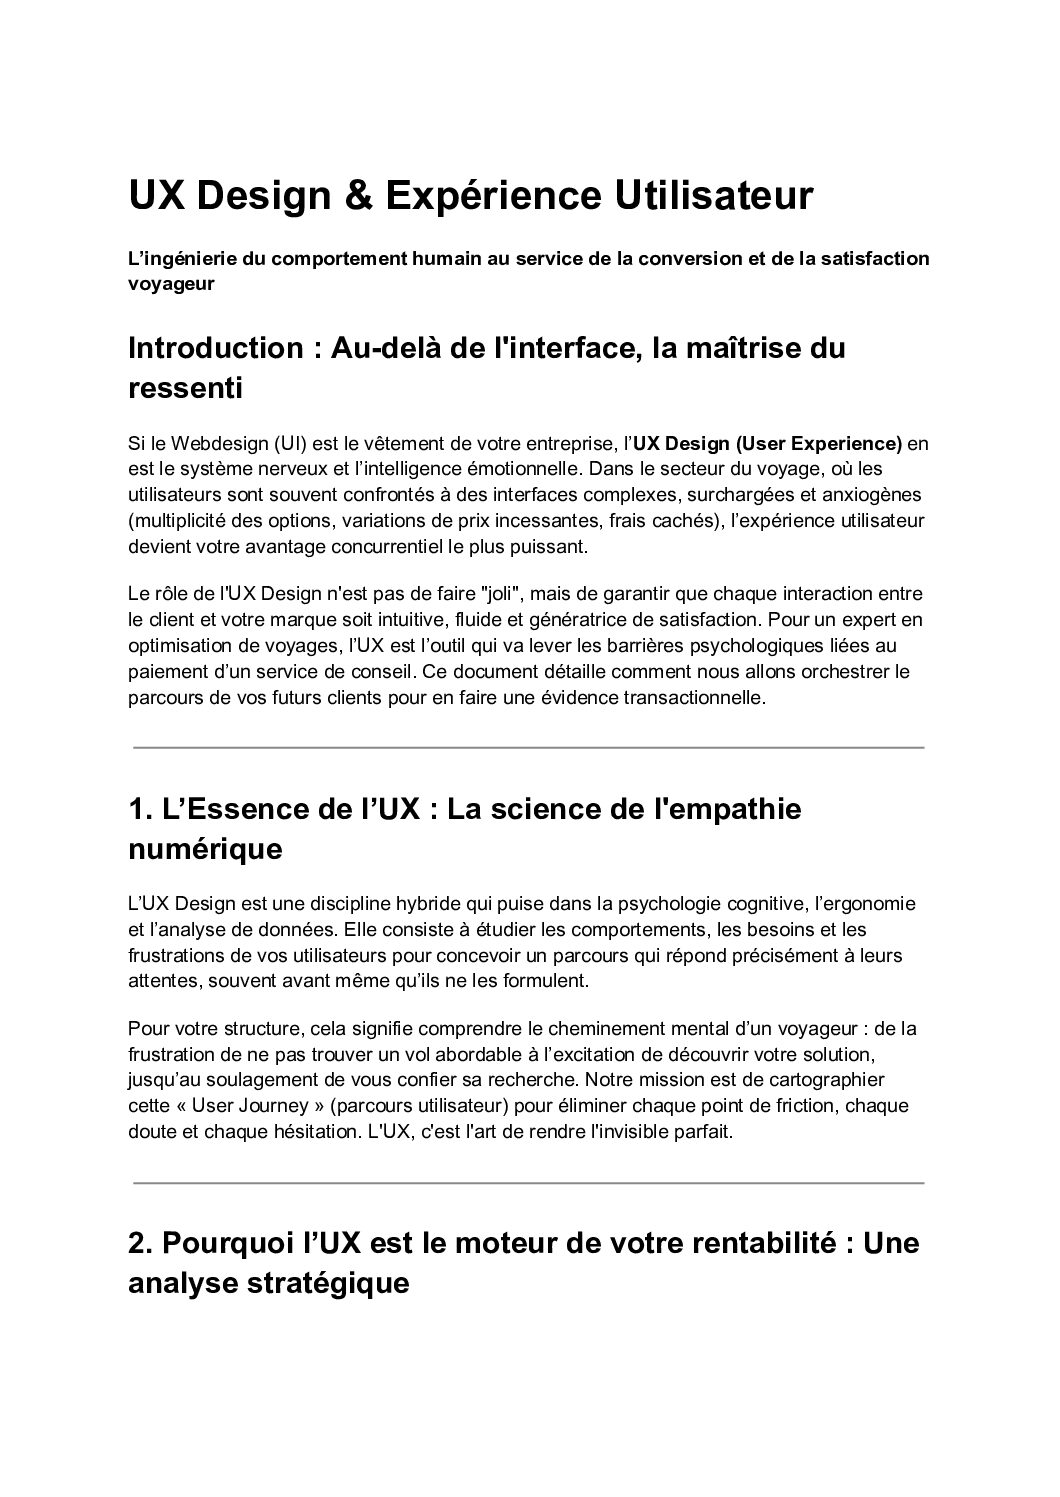 UX Design & Expérience Utilisateur
L’ingénierie du comportement humain au service de la conversion et de la satisfaction
voyageur
Introduction : Au-delà de l'interface, la maîtrise du
ressenti
Si le Webdesign (UI) est le vêtement de votre entreprise, l’UX Design (User Experience) en
est le système nerveux et l’intelligence émotionnelle. Dans le secteur du voyage, où les
utilisateurs sont souvent confrontés à des interfaces complexes, surchargées et anxiogènes
(multiplicité des options, variations de prix incessantes, frais cachés), l’expérience utilisateur
devient votre avantage concurrentiel le plus puissant.
Le rôle de l'UX Design n'est pas de faire "joli", mais de garantir que chaque interaction entre
le client et votre marque soit intuitive, fluide et génératrice de satisfaction. Pour un expert en
optimisation de voyages, l’UX est l’outil qui va lever les barrières psychologiques liées au
paiement d’un service de conseil. Ce document détaille comment nous allons orchestrer le
parcours de vos futurs clients pour en faire une évidence transactionnelle.
1. L’Essence de l’UX : La science de l'empathie
numérique
L’UX Design est une discipline hybride qui puise dans la psychologie cognitive, l’ergonomie
et l’analyse de données. Elle consiste à étudier les comportements, les besoins et les
frustrations de vos utilisateurs pour concevoir un parcours qui répond précisément à leurs
attentes, souvent avant même qu’ils ne les formulent.
Pour votre structure, cela signifie comprendre le cheminement mental d’un voyageur : de la
frustration de ne pas trouver un vol abordable à l’excitation de découvrir votre solution,
jusqu’au soulagement de vous confier sa recherche. Notre mission est de cartographier
cette « User Journey » (parcours utilisateur) pour éliminer chaque point de friction, chaque
doute et chaque hésitation. L'UX, c'est l'art de rendre l'invisible parfait.
2. Pourquoi l’UX est le moteur de votre rentabilité : Une
analyse stratégique